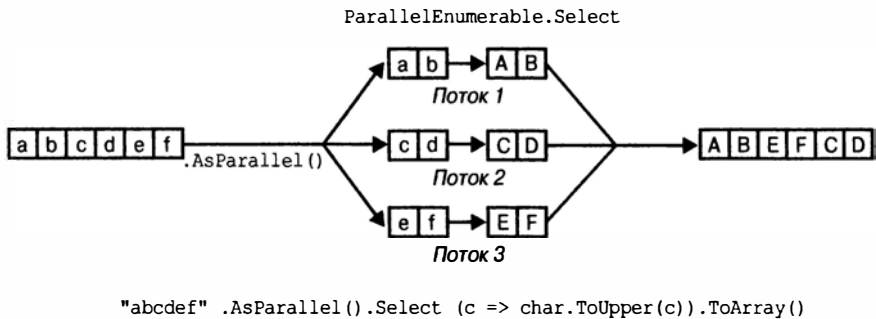 ParallelEnumerable.Select
a b A B
Поток 1
a b c d e f .AsParallel() c d C D A B E F C D
Поток 2
e f E F
Поток 3
"abcdef" .AsParallel().Select (c => char.ToUpper(c)).ToArray()